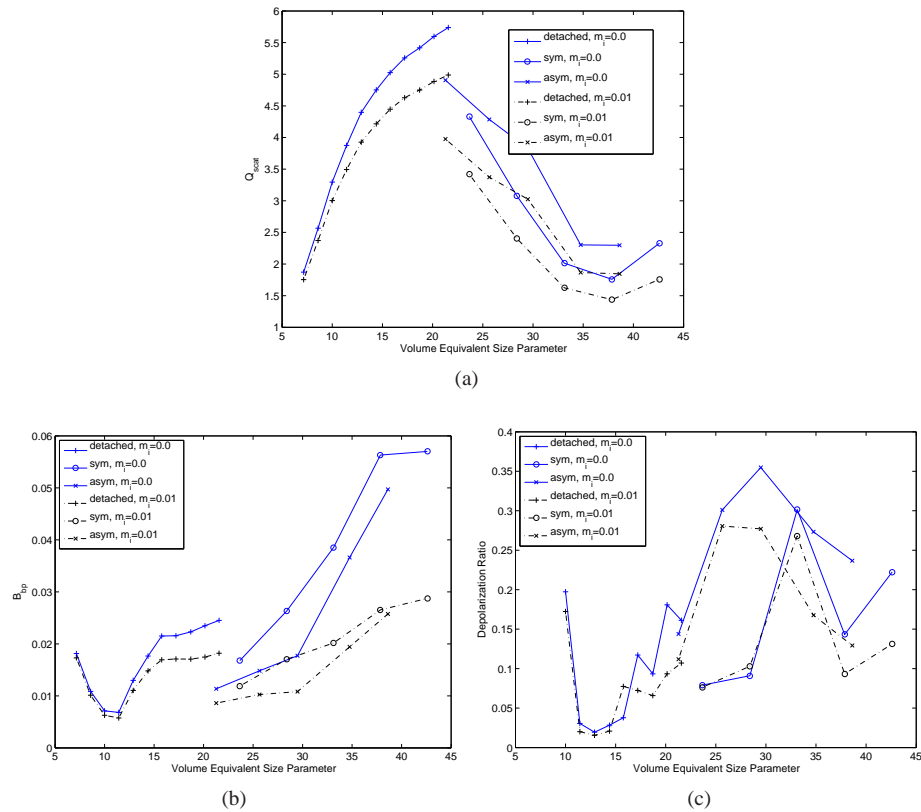 6
5.5
5
4.5
4
3.5
3
2.5
2
1.5
1
Q_scat
5 10 15 20 25 30 35 40 45
Volume Equivalent Size Parameter
detached, m_i=0.0
sym, m_i=0.0
asym, m_i=0.0
detached, m_i=0.01
sym, m_i=0.01
asym, m_i=0.01
(a)
0.06
0.05
0.04
0.03
0.02
0.01
0
B_bp
5 10 15 20 25 30 35 40 45
Volume Equivalent Size Parameter
detached, m_i=0.0
sym, m_i=0.0
asym, m_i=0.0
detached, m_i=0.01
sym, m_i=0.01
asym, m_i=0.01
(b)
0.4
0.35
0.3
0.25
0.2
0.15
0.1
0.05
0
Depolarization Ratio
5 10 15 20 25 30 35 40 45
Volume Equivalent Size Parameter
detached, m_i=0.0
sym, m_i=0.0
asym, m_i=0.0
detached, m_i=0.01
sym, m_i=0.01
asym, m_i=0.01
(c)